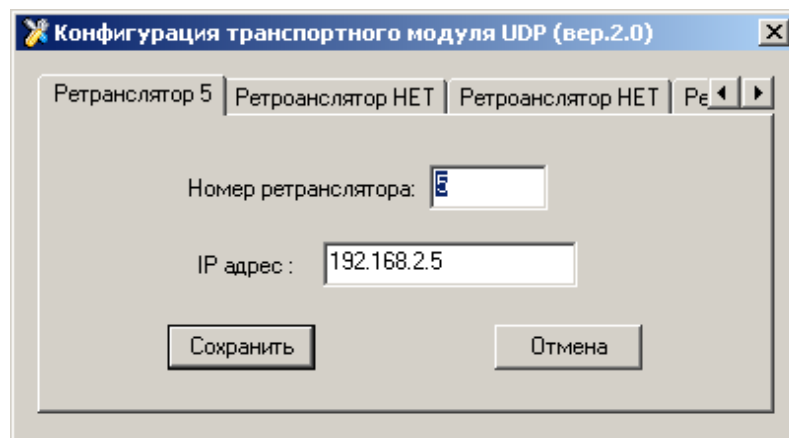 Конфигурация транспортного модуля UDP (вер.2.0)
Ретранслятор 5 Ретроанслятор НЕТ Ретроанслятор НЕТ Ре
Номер ретранслятора: 5
IP адрес : 192.168.2.5
Сохранить Отмена